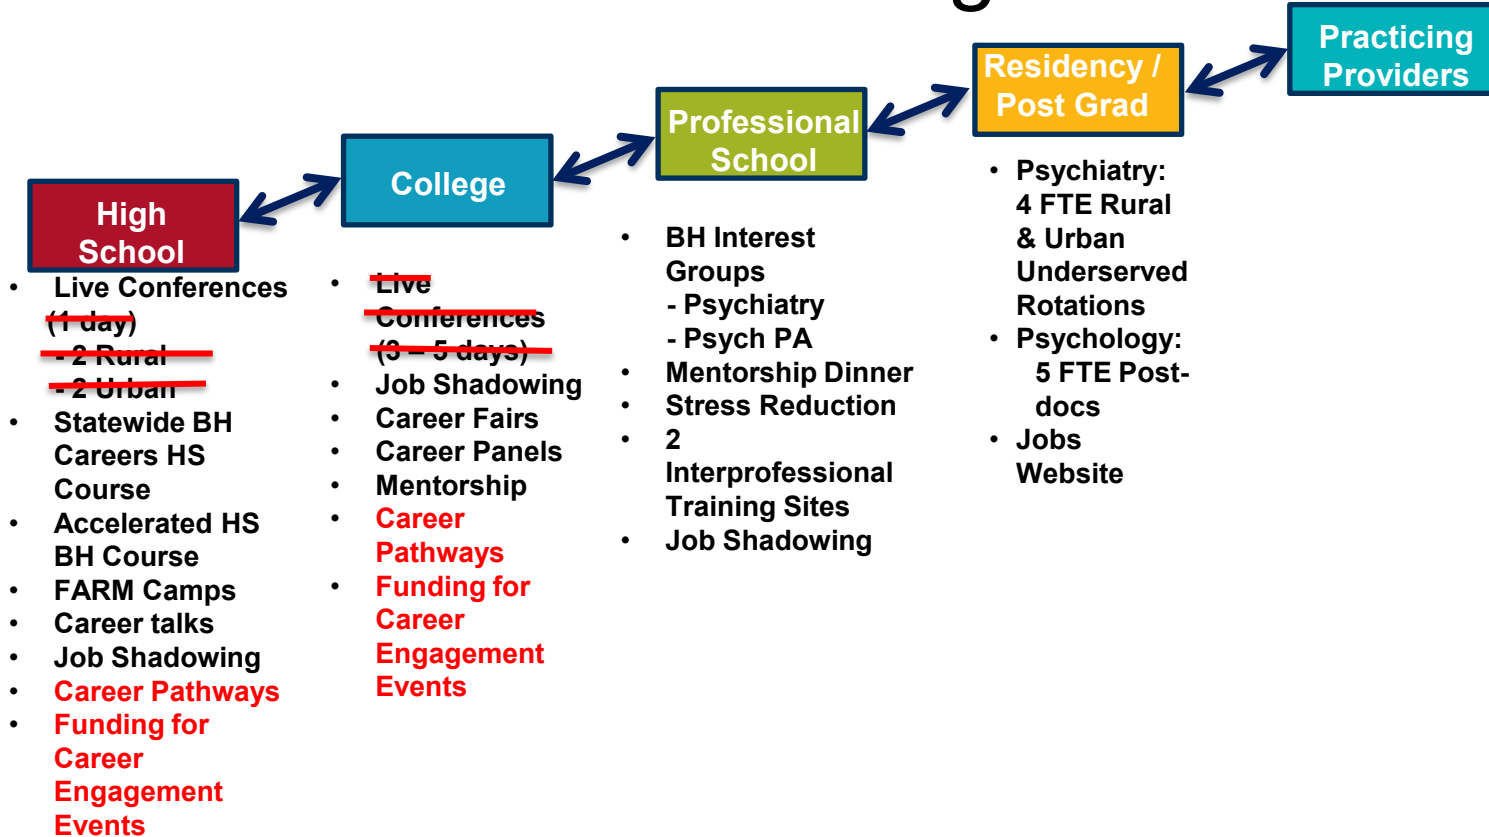 High
School
• Live Conferences
(1 day)
- 2 Rural
- 2 Urban
• Statewide BH
Careers HS
Course
• Accelerated HS
BH Course
• FARM Camps
• Career talks
• Job Shadowing
• Career Pathways
• Funding for
Career
Engagement
Events
College
• Live
Conferences
(3 – 5 days)
• Job Shadowing
• Career Fairs
• Career Panels
• Mentorship
• Career
Pathways
• Funding for
Career
Engagement
Events
Professional
School
• BH Interest
Groups
- Psychiatry
- Psych PA
• Mentorship Dinner
• Stress Reduction
• 2
Interprofessional
Training Sites
• Job Shadowing
Residency /
Post Grad
• Psychiatry:
4 FTE Rural
& Urban
Underserved
Rotations
• Psychology:
5 FTE Post-
docs
• Jobs
Website
Practicing
Providers